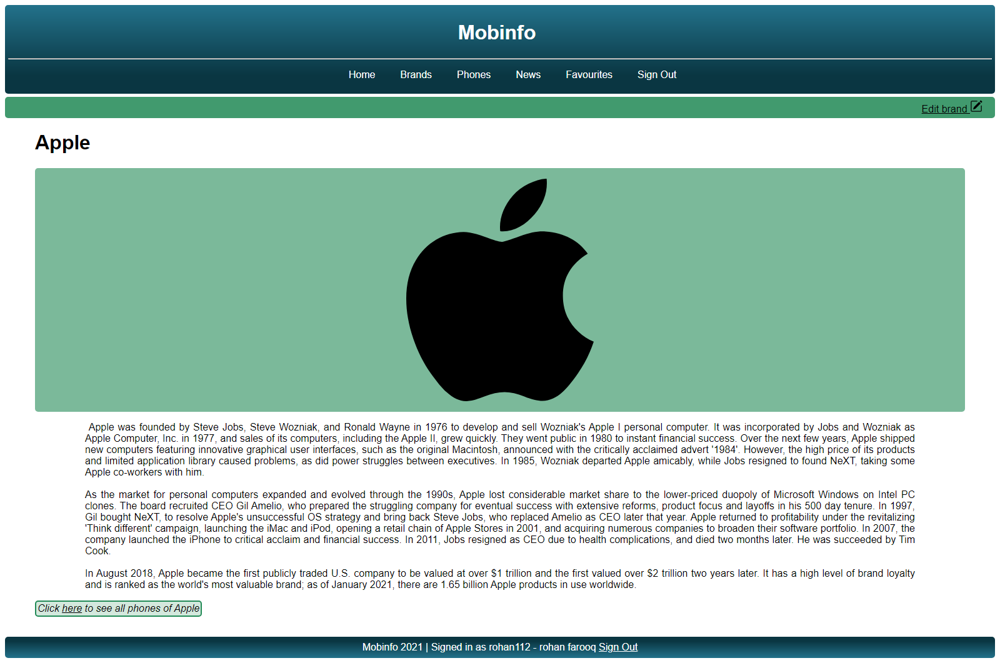 Mobinfo
Home Brands Phones News Favourites Sign Out
Edit brand
Apple
Apple was founded by Steve Jobs, Steve Wozniak, and Ronald Wayne in 1976 to develop and sell Wozniak's Apple I personal computer. It was incorporated by Jobs and Wozniak as
Apple Computer, Inc. in 1977, and sales of its computers, including the Apple II, grew quickly. They went public in 1980 to instant financial success. Over the next few years, Apple shipped
new computers featuring innovative graphical user interfaces, such as the original Macintosh, announced with the critically acclaimed advert '1984'. However, the high price of its products
and limited application library caused problems, as did power struggles between executives. In 1985, Wozniak departed Apple amicably, while Jobs resigned to found NeXT, taking some
Apple co-workers with him.
As the market for personal computers expanded and evolved through the 1990s, Apple lost considerable market share to the lower-priced duopoly of Microsoft Windows on Intel PC
clones. The board recruited CEO Gil Amelio, who prepared the struggling company for eventual success with extensive reforms, product focus and layoffs in his 500 day tenure. In 1997,
Gil bought NeXT, to resolve Apple's unsuccessful OS strategy and bring back Steve Jobs, who replaced Amelio as CEO later that year. Apple returned to profitability under the revitalizing
'Think different' campaign, launching the iMac and iPod, opening a retail chain of Apple Stores in 2001, and acquiring numerous companies to broaden their software portfolio. In 2007, the
company launched the iPhone to critical acclaim and financial success. In 2011, Jobs resigned as CEO due to health complications, and died two months later. He was succeeded by Tim
Cook.
In August 2018, Apple became the first publicly traded U.S. company to be valued at over $1 trillion and the first valued over $2 trillion two years later. It has a high level of brand loyalty
and is ranked as the world's most valuable brand; as of January 2021, there are 1.65 billion Apple products in use worldwide.
Click here to see all phones of Apple
Mobinfo 2021 | Signed in as rohan112 - rohan farooq Sign Out